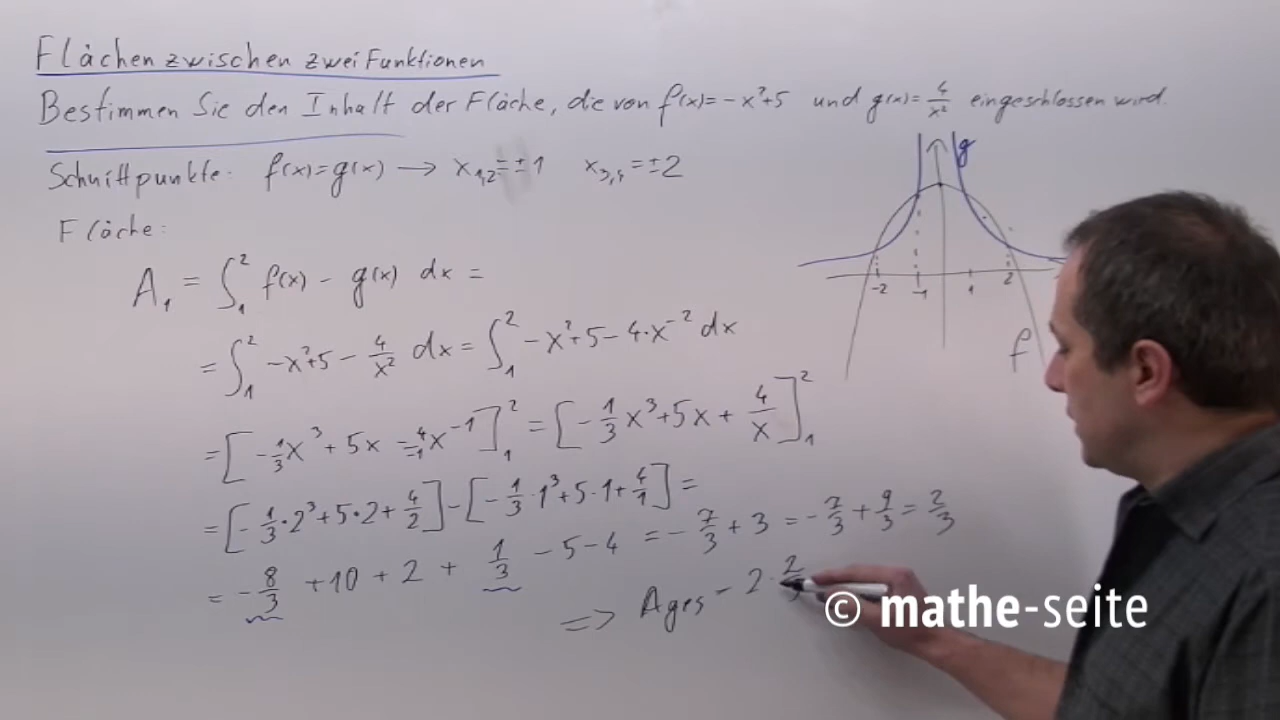 Flächen zwischen zwei Funktionen
Bestimmen Sie den Inhalt der Fläche, die von f(x)=-x²+5 und g(x)=4/x² eingeschlossen wird.
Schnittpunkte: f(x)=g(x) → x₁,₂=±1 x₃,₄=±2
Fläche:
A₁ = ∫₁² f(x) - g(x) dx =
= ∫₁² -x²+5 - 4/x² dx = ∫₁² -x²+5-4·x⁻² dx
= [-1/3x³ + 5x - 4/-1 x⁻¹]₁² = [-1/3x³+5x+4/x]₁²
= [-1/3·2³+5·2+4/2] - [-1/3·1³+5·1+4/1] =
= -8/3 +10 + 2 + 1/3 - 5 - 4 = -7/3 + 3 = -7/3 + 9/3 = 2/3
=> Ages = 2·2/3
g
-2 -1 1 2
f
© mathe-seite